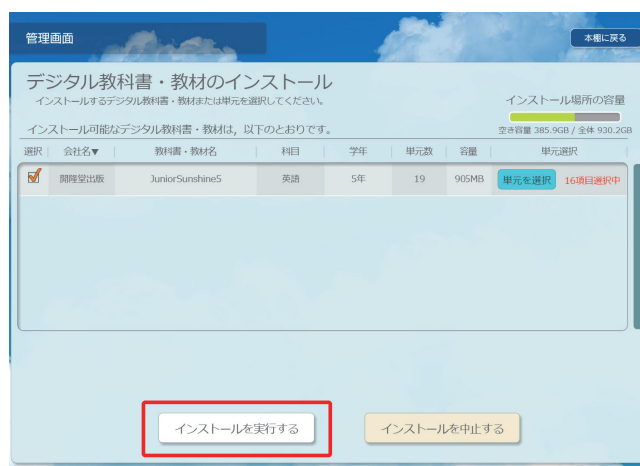 管理画面
本棚に戻る
デジタル教科書・教材のインストール
インストールするデジタル教科書・教材または単元を選択してください。
インストール場所の容量
インストール可能なデジタル教科書・教材は，以下のとおりです。
空き容量 385.9GB / 全体 930.2GB
選択 会社名▼ 教科書・教材名 科目 学年 単元数 容量 単元選択
開隆堂出版 JuniorSunshine5 英語 5年 19 905MB 単元を選択 16項目選択中
インストールを実行する インストールを中止する